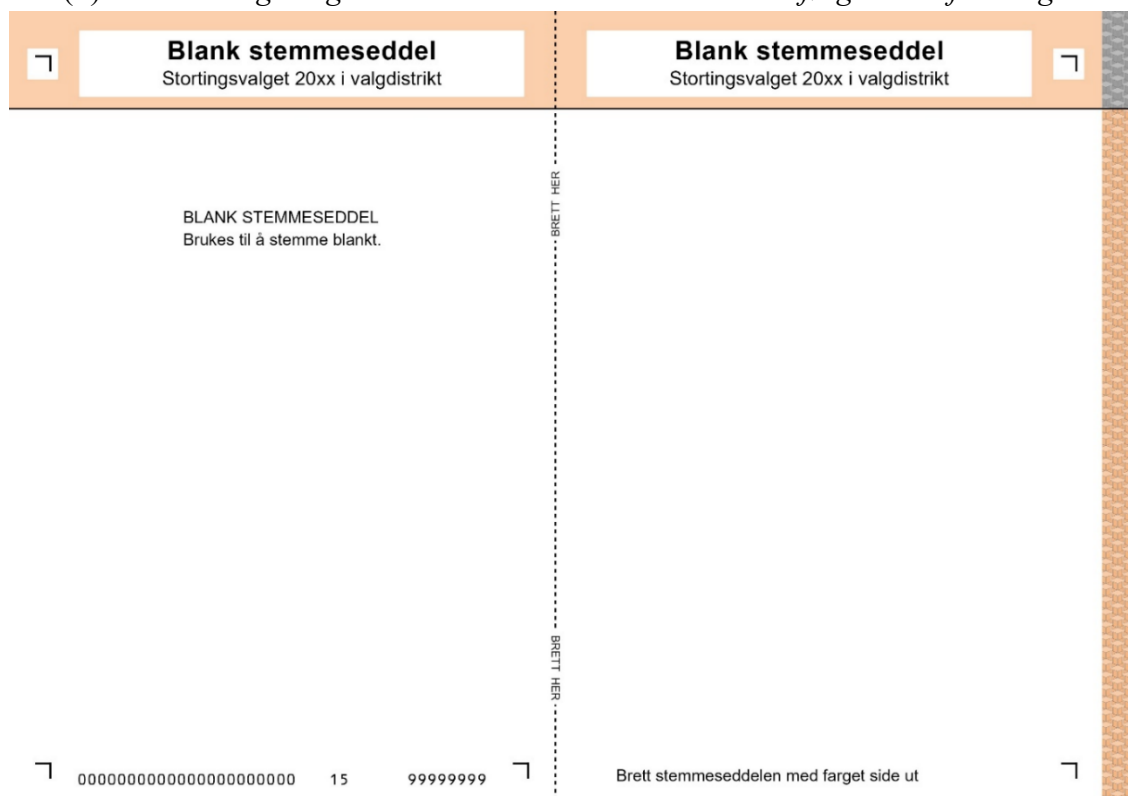 Blank stemmeseddel
Stortingsvalget 20xx i valgdistrikt
BLANK STEMMESEDDEL
Brukes til å stemme blankt.
0000000000000000000000 15 99999999
BRETT HER
BRETT HER
Blank stemmeseddel
Stortingsvalget 20xx i valgdistrikt
Brett stemmeseddelen med farget side ut